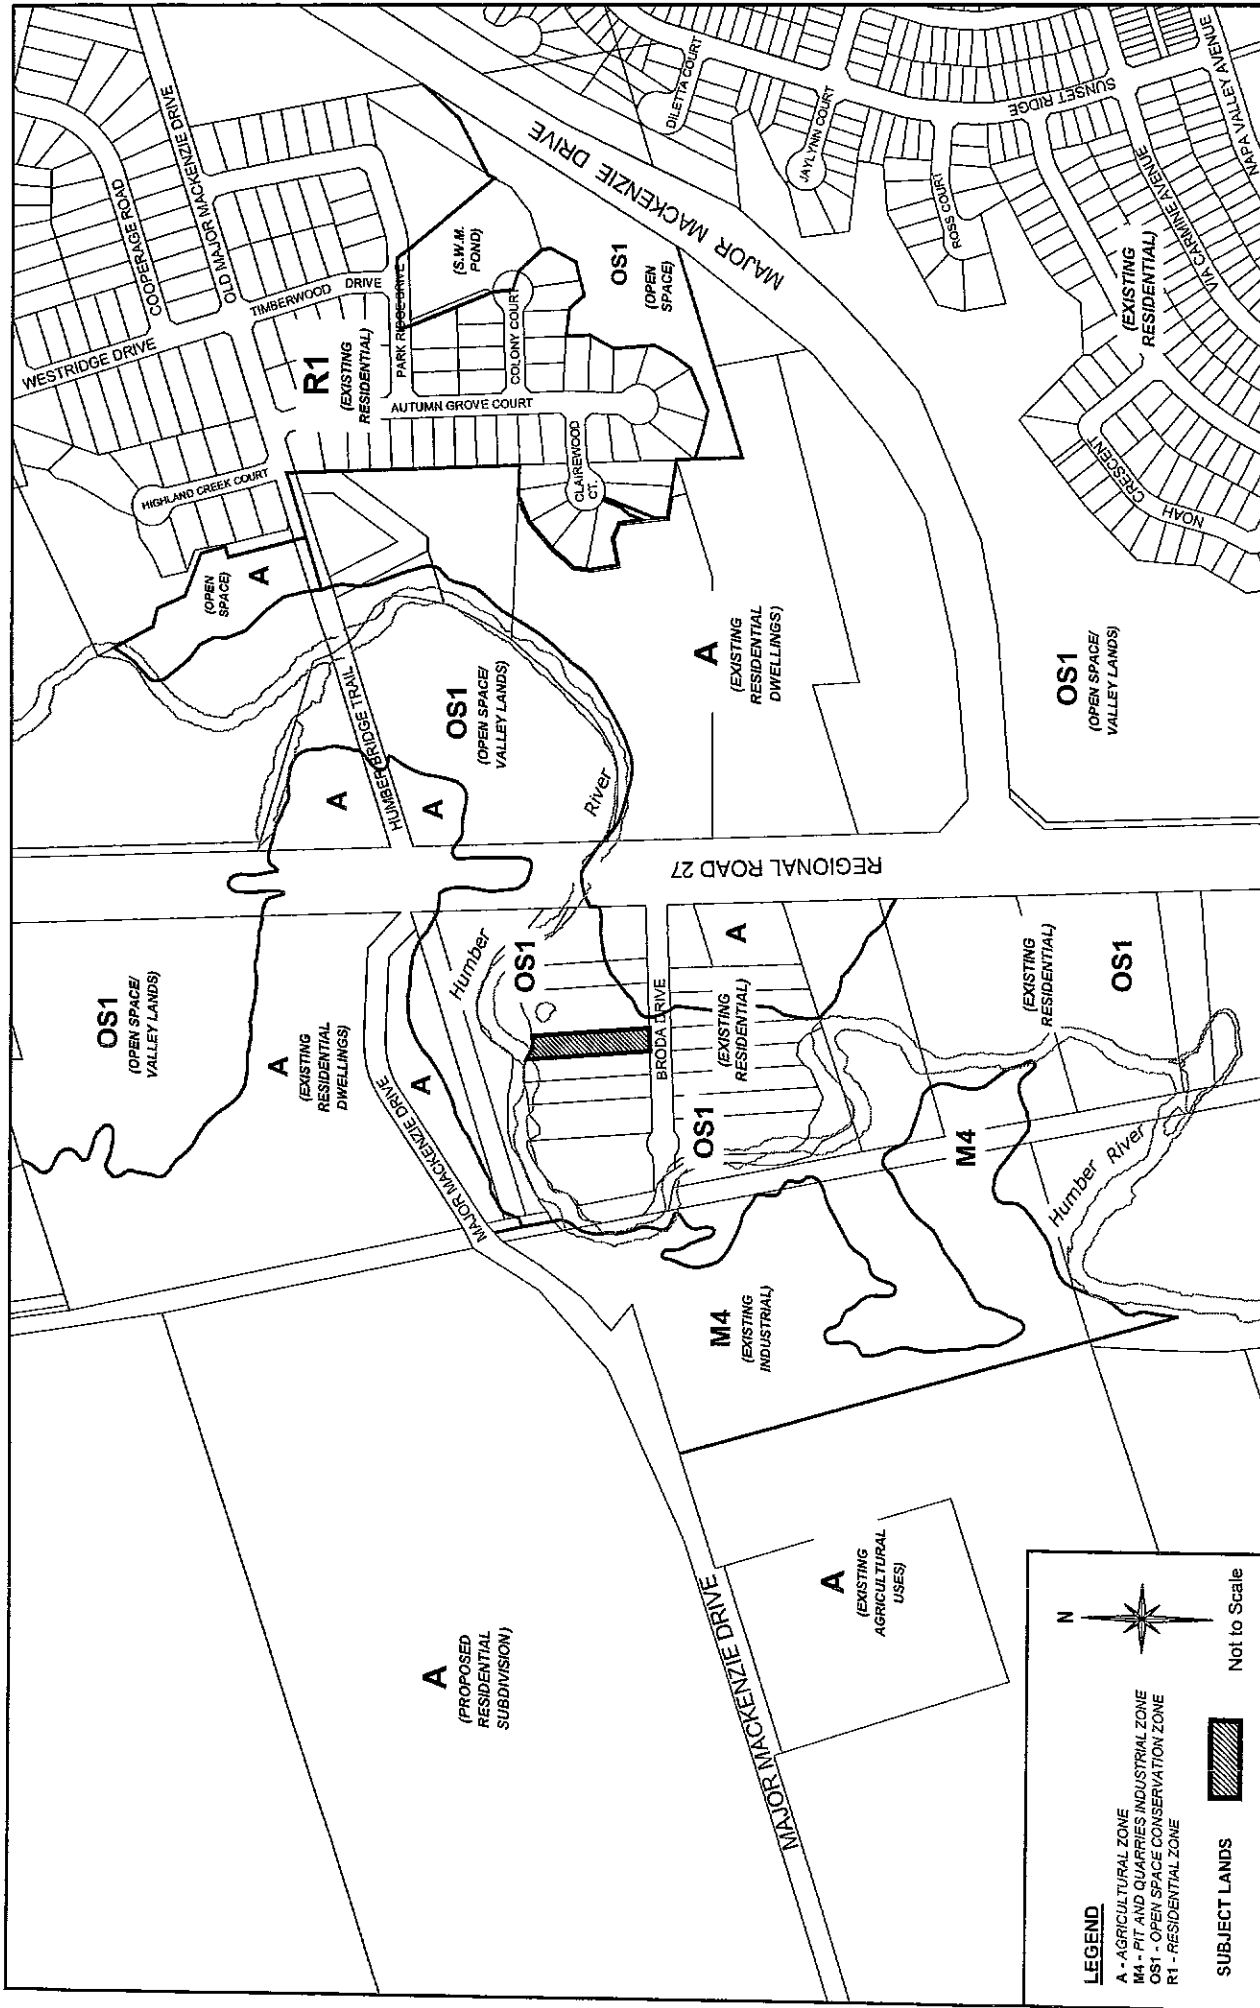 COOPERAGE ROAD
OLD MAJOR MACKENZIE DRIVE
WESTRIDGE DRIVE
TIMBERWOOD DRIVE
HIGHLAND CREEK COURT
R1
(EXISTING
RESIDENTIAL)
PARK RIDGE DRIVE
AUTUMN GROVE COURT
COLONY COURT
CLAIREWOOD
CT.
(S.W.M.
POND)
OS1
(OPEN
SPACE)
MAJOR MACKENZIE DRIVE
DILETTA COURT
JAYLYNN COURT
ROSS COURT
SUNSET RIDGE
NAPA VALLEY AVENUE
VIA CARMINE AVENUE
(EXISTING
RESIDENTIAL)
NOAH
CRESCENT
(OPEN
SPACE)
A
HUMBER BRIDGE TRAIL
A
A
OS1
(OPEN SPACE/
VALLEY LANDS)
River
A
(EXISTING
RESIDENTIAL
DWELLINGS)
OS1
(OPEN SPACE/
VALLEY LANDS)
REGIONAL ROAD 27
OS1
(OPEN SPACE/
VALLEY LANDS)
A
(EXISTING
RESIDENTIAL
DWELLINGS)
MAJOR MACKENZIE DRIVE
A
Humber
OS1
BRODA DRIVE
A
(EXISTING
RESIDENTIAL)
OS1
(EXISTING
RESIDENTIAL)
OS1
M4
Humber River
M4
(EXISTING
INDUSTRIAL)
A
(PROPOSED
RESIDENTIAL
SUBDIVISION)
MAJOR MACKENZIE DRIVE
A
(EXISTING
AGRICULTURAL
USES)
LEGEND
A - AGRICULTURAL ZONE
M4 - PIT AND QUARRIES INDUSTRIAL ZONE
OS1 - OPEN SPACE CONSERVATION ZONE
R1 - RESIDENTIAL ZONE
SUBJECT LANDS
N
Not to Scale